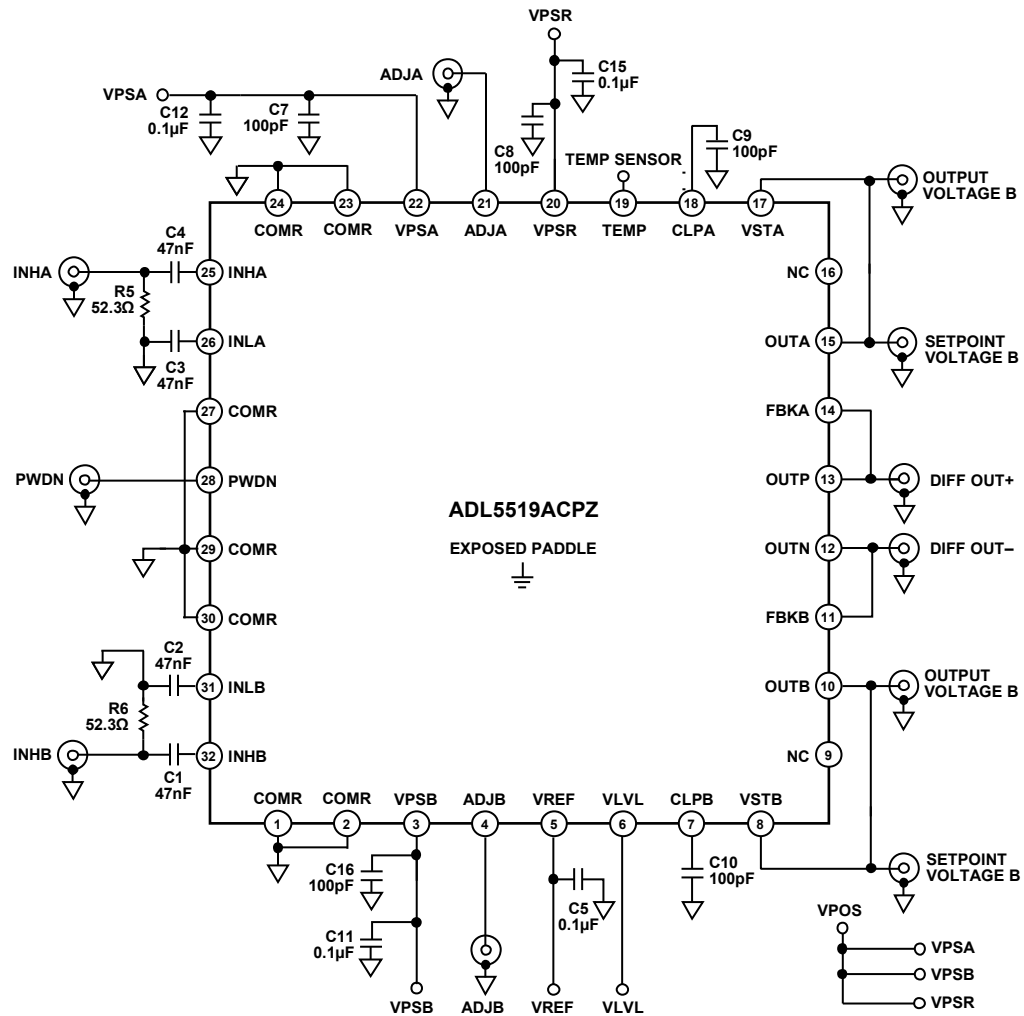 VPSR
ADJA
C15
0.1µF
VPSA
C12
0.1µF
C7
100pF
C8
100pF
TEMP SENSOR
C9
100pF
OUTPUT
VOLTAGE B
24
23
22
21
20
19
18
17
COMR
COMR
VPSA
ADJA
VPSR
TEMP
CLPA
VSTA
C4
47nF
INHA
25
INHA
NC
16
R5
52.3Ω
26
INLA
OUTA
15
SETPOINT
VOLTAGE B
C3
47nF
27
COMR
FBKA
14
PWDN
28
PWDN
OUTP
13
DIFF OUT+
ADL5519ACPZ
EXPOSED PADDLE
29
COMR
OUTN
12
DIFF OUT–
30
COMR
FBKB
11
C2
47nF
31
INLB
OUTB
10
OUTPUT
VOLTAGE B
R6
52.3Ω
INHB
32
INHB
NC
9
C1
47nF
COMR
COMR
VPSB
ADJB
VREF
VLVL
CLPB
VSTB
1
2
3
4
5
6
7
8
C16
100pF
C10
100pF
SETPOINT
VOLTAGE B
C5
0.1µF
C11
0.1µF
VPOS
VPSA
VPSB
VPSR
VPSB
ADJB
VREF
VLVL